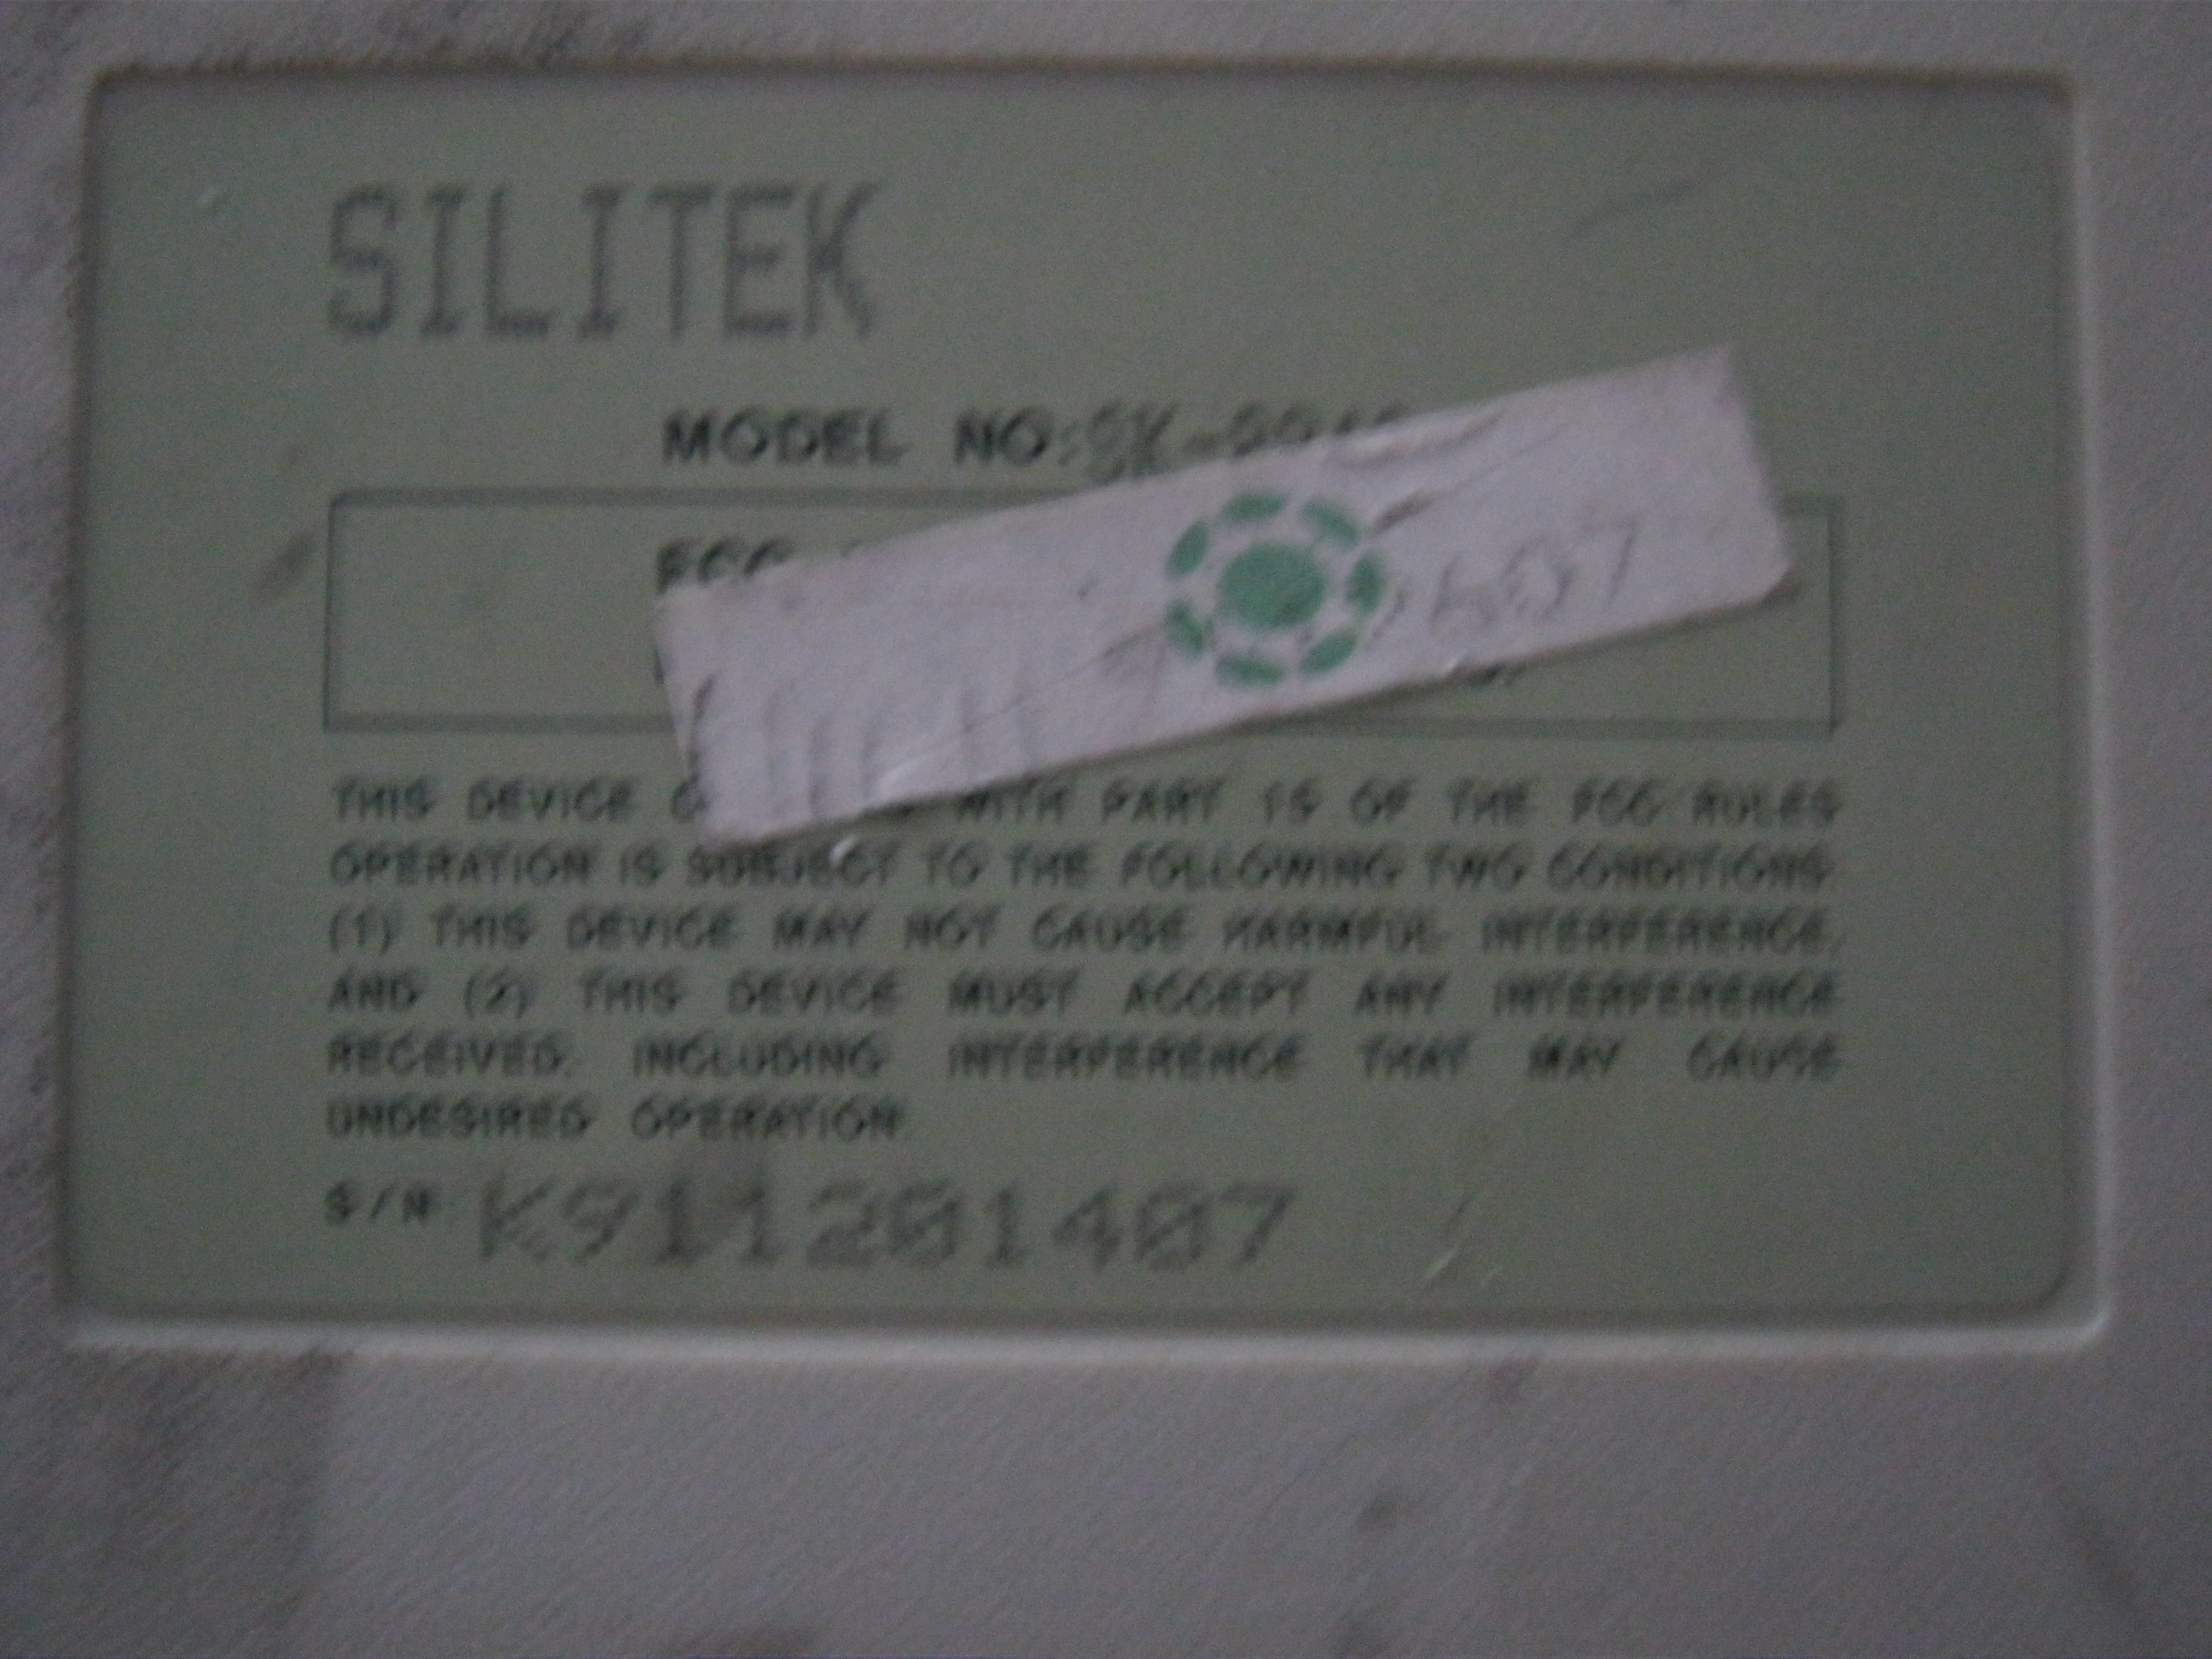 SILITEK
MODEL NO:
FCC
THIS DEVICE WITH PART 15 OF THE FCC RULES
OPERATION IS SUBJECT TO THE FOLLOWING TWO CONDITIONS:
(1) THIS DEVICE MAY NOT CAUSE HARMFUL INTERFERENCE,
AND (2) THIS DEVICE MUST ACCEPT ANY INTERFERENCE
RECEIVED, INCLUDING INTERFERENCE THAT MAY CAUSE
UNDESIRED OPERATION
S/N K911201407